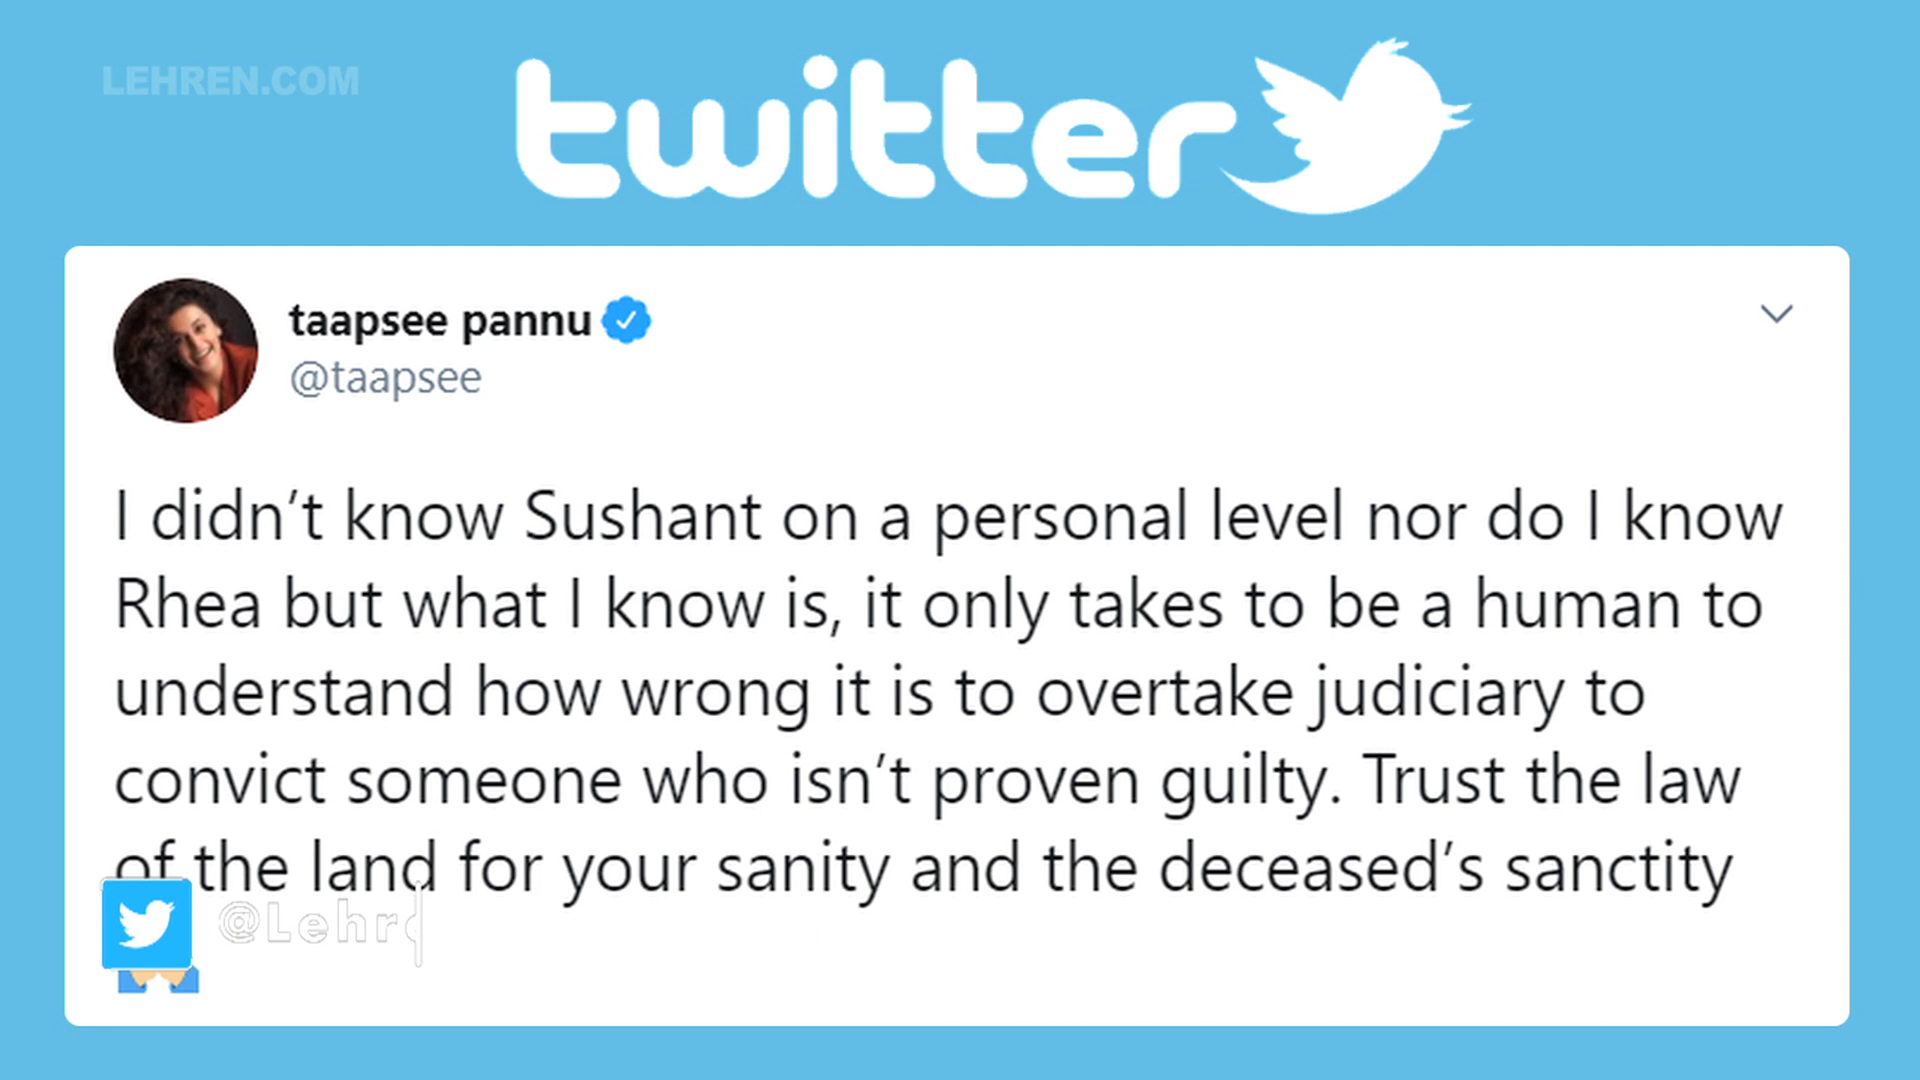 LEHREN.COM
twitter
taapsee pannu
@taapsee
I didn’t know Sushant on a personal level nor do I know
Rhea but what I know is, it only takes to be a human to
understand how wrong it is to overtake judiciary to
convict someone who isn’t proven guilty. Trust the law
of the land for your sanity and the deceased’s sanctity
@Lehr